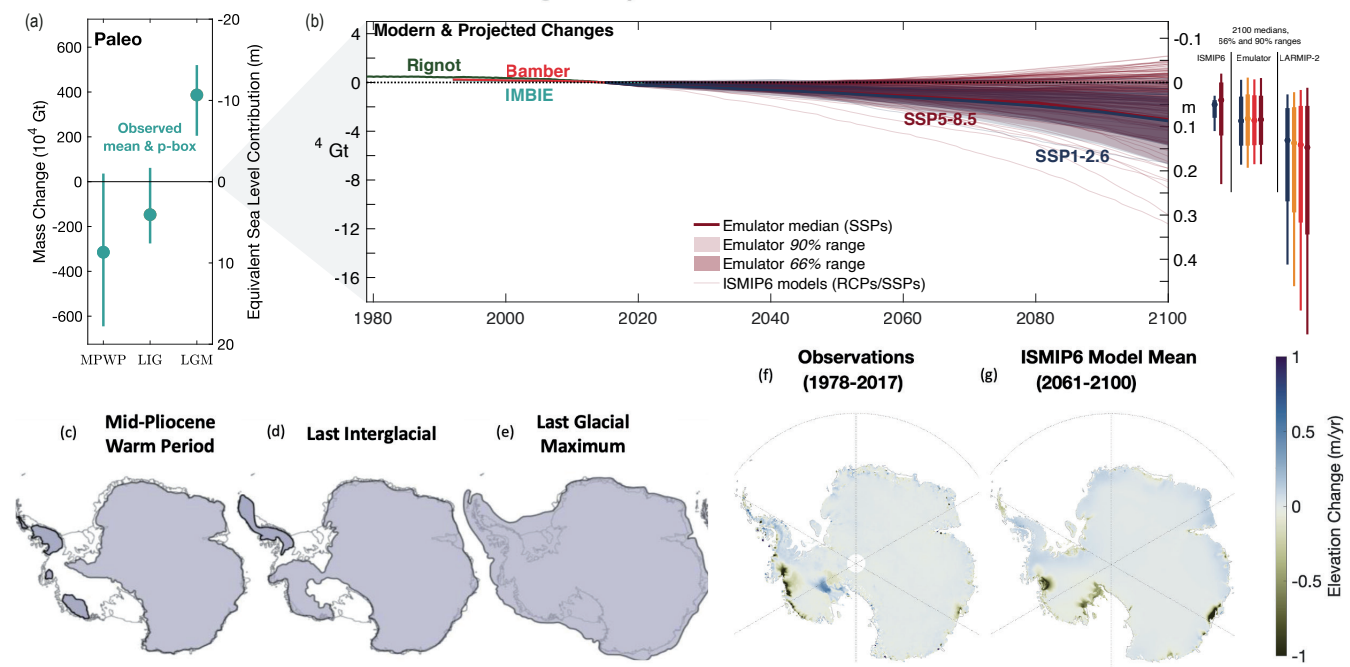 (a)
Paleo
Mass Change (10⁴ Gt)
600
400
200
0
-200
-400
-600
-20
-10
0
10
20
Equivalent Sea Level Contribution (m)
Observed
mean & p-box
MPWP LIG LGM
(b)
Modern & Projected Changes
4
0
-4
-8
-12
-16
⁴ Gt
Rignot
Bamber
IMBIE
SSP5-8.5
SSP1-2.6
Emulator median (SSPs)
Emulator 90% range
Emulator 66% range
ISMIP6 models (RCPs/SSPs)
1980 2000 2020 2040 2060 2080 2100
-0.1
0
m
0.1
0.2
0.3
0.4
2100 medians,
66% and 90% ranges
ISMIP6 Emulator LARMIP-2
(c) Mid-Pliocene
Warm Period
(d) Last Interglacial
(e) Last Glacial
Maximum
(f) Observations
(1978-2017)
(g) ISMIP6 Model Mean
(2061-2100)
1
0.5
0
-0.5
-1
Elevation Change (m/yr)